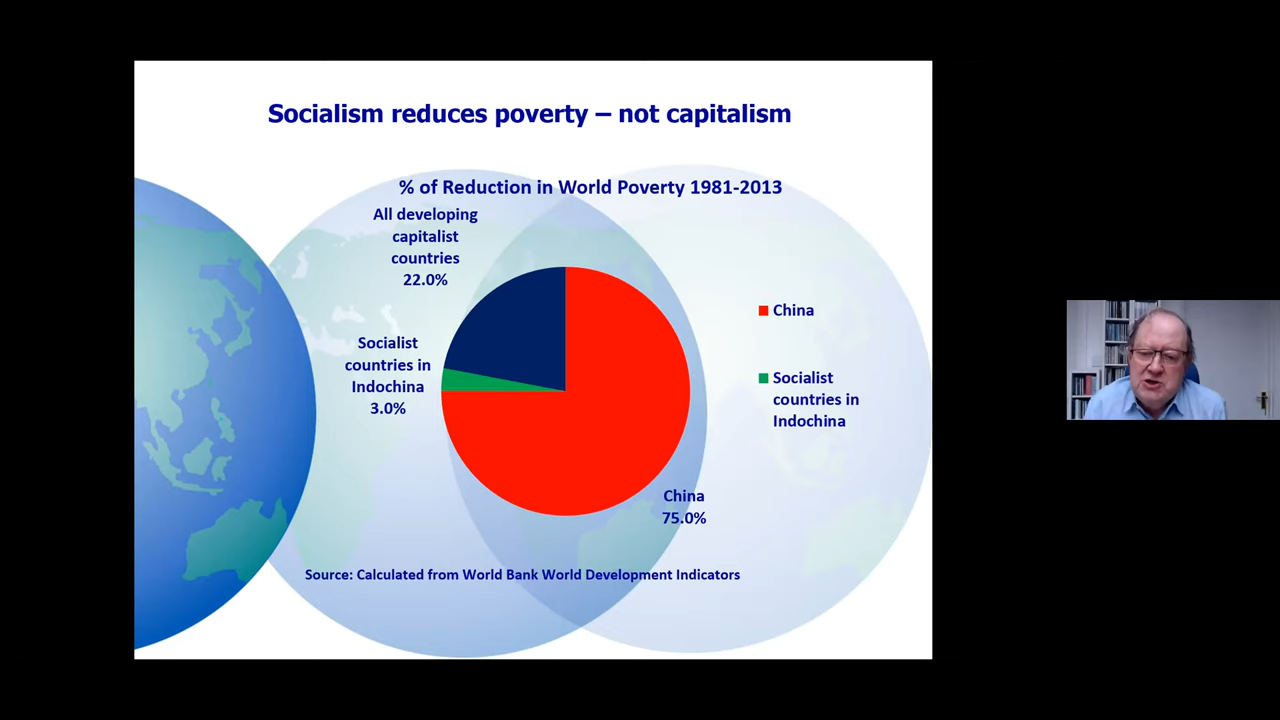 Socialism reduces poverty – not capitalism
% of Reduction in World Poverty 1981-2013
All developing
capitalist
countries
22.0%
Socialist
countries in
Indochina
3.0%
China
75.0%
China
Socialist
countries in
Indochina
Source: Calculated from World Bank World Development Indicators